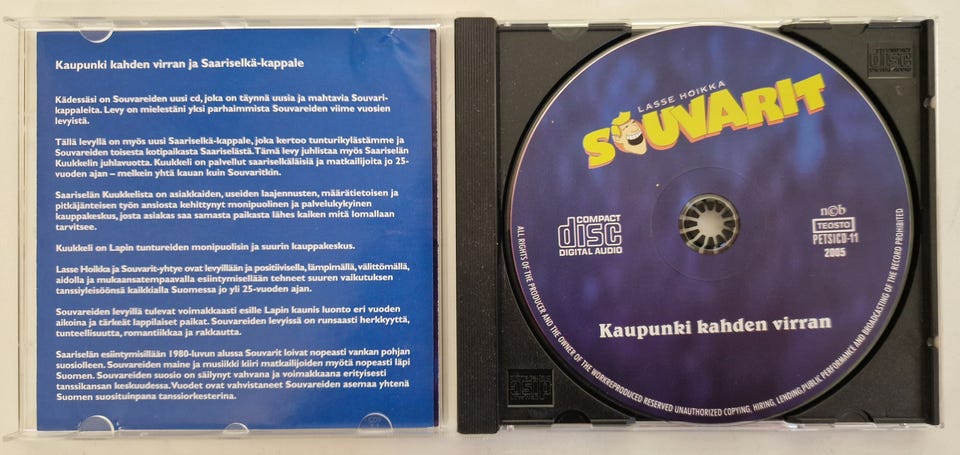 Kaupunki kahden virran ja Saariselkä-kappale
Kädessäsi on Souvareiden uusi cd, joka on täynnä uusia ja mahtavia Souvari-
kappaleita. Levy on mielestäni yksi parhaimmista Souvareiden viime vuosien
levyistä.
Tällä levyllä on myös uusi Saariselkä-kappale, joka kertoo tunturikylästämme ja
Souvareiden toisesta kotipaikasta Saariselästä. Tämä levy juhlistaa myös Saariselän
Kuukkelin juhlavuotta. Kuukkeli on palvellut saariselkäläisiä ja matkailijoita jo 25-
vuoden ajan – melkein yhtä kauan kuin Souvaritkin.
Saariselän Kuukkelista on asiakkaiden, useiden laajennusten, määrätietoisen ja
pitkäjänteisen työn ansiosta kehittynyt monipuolinen ja palvelukykyinen
kauppakeskus, josta asiakas saa samasta paikasta lähes kaiken mitä lomallaan
tarvitsee.
Kuukkeli on Lapin tuntureiden monipuolisin ja suurin kauppakeskus.
Lasse Hoikka ja Souvarit-yhtye ovat levyillään ja positiivisella, lämpimällä, välittömällä,
aidolla ja mukaansatempaavalla esiintymisellään tehneet suuren vaikutuksen
tanssiyleisöönsä kaikkialla Suomessa jo yli 25-vuoden ajan.
Souvareiden levyillä tulevat voimakkaasti esille Lapin kaunis luonto eri vuoden
aikoina ja tärkeät lappilaiset paikat. Souvareiden levyissä on runsaasti herkkyyttä,
tunteellisuutta, romantiikkaa ja rakkautta.
Saariselän esiintymisillään 1980-luvun alussa Souvarit loivat nopeasti vankan pohjan
suosiolleen. Souvareiden maine ja musiikki kiiri matkailijoiden myötä nopeasti läpi
Suomen. Souvareiden suosio on säilynyt vahvana ja voimakkaana erityisesti
tanssikansan keskuudessa. Vuodet ovat vahvistaneet Souvareiden asemaa yhtenä
Suomen suosituimpana tanssiorkesterina.
LASSE HOIKKA
SOUVARIT
COMPACT
disc
DIGITAL AUDIO
n©b
TEOSTO
PETSICD-11
2005
Kaupunki kahden virran
ALL RIGHTS OF THE PRODUCER AND THE OWNER OF THE WORKREPRODUCED RESERVED UNAUTHORIZED COPYING, HIRING, LENDING,PUBLIC PERFORMANCE AND BROADCASTING OF THE RECORD PROHIBITED
COMPACT
disc
disc